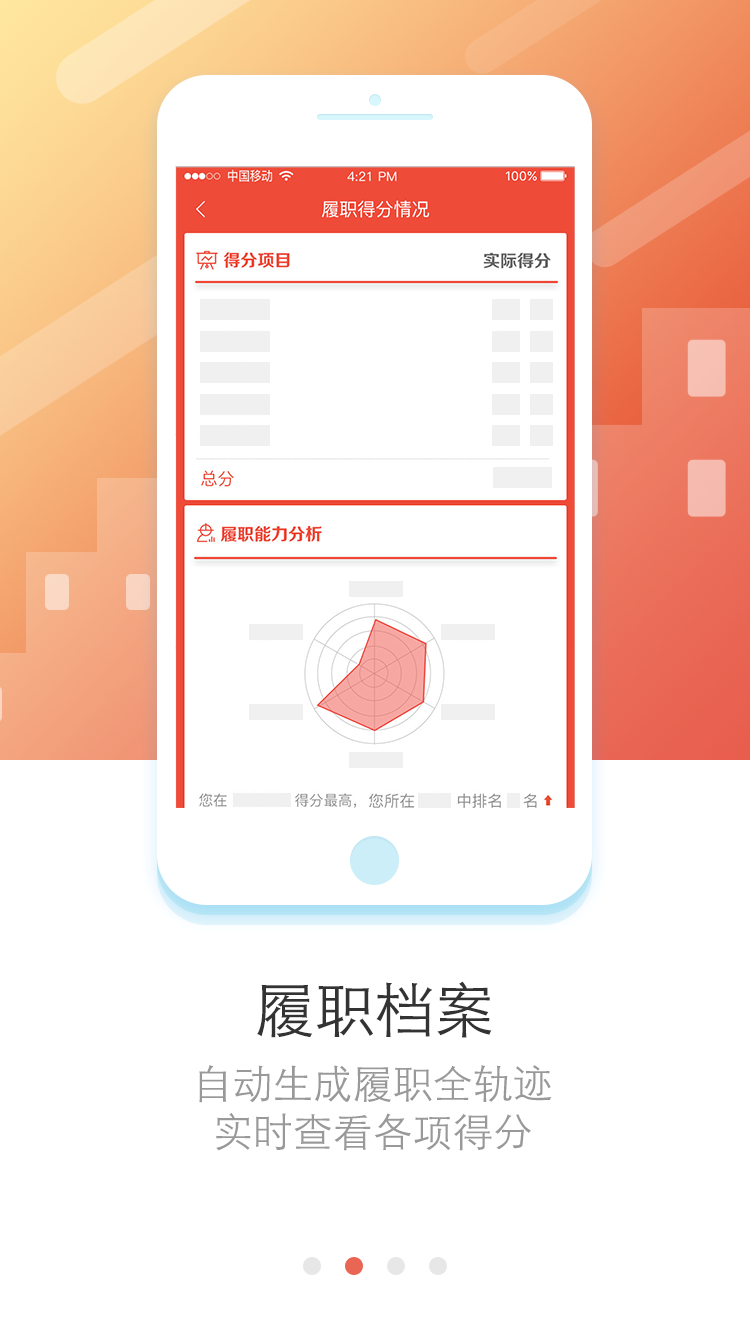 中国移动 4:21 PM 100%
履职得分情况
得分项目 实际得分
总分
履职能力分析
您在 得分最高，您所在 中排名 名
履职档案
自动生成履职全轨迹
实时查看各项得分